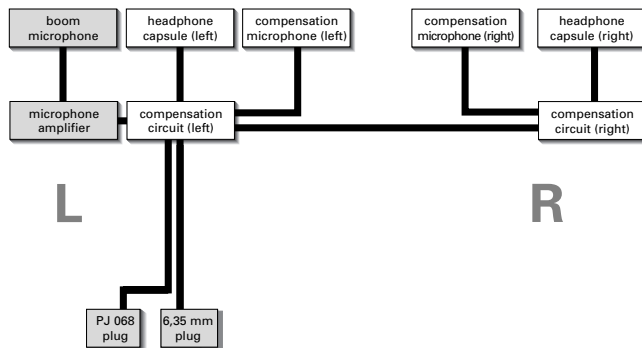 boom
microphone
headphone
capsule (left)
compensation
microphone (left)
compensation
microphone (right)
headphone
capsule (right)
microphone
amplifier
compensation
circuit (left)
compensation
circuit (right)
L
R
PJ 068
plug
6,35 mm
plug